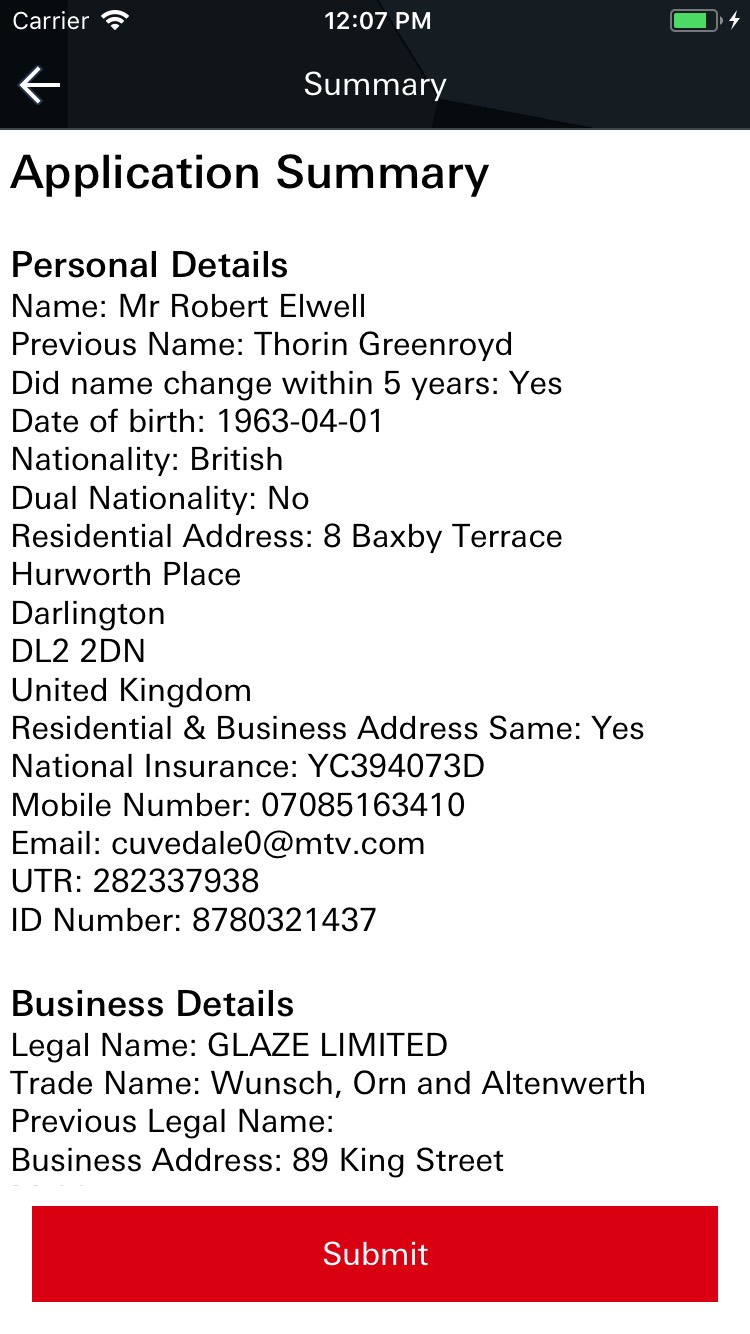 Carrier 12:07 PM
Summary
Application Summary
Personal Details
Name: Mr Robert Elwell
Previous Name: Thorin Greenroyd
Did name change within 5 years: Yes
Date of birth: 1963-04-01
Nationality: British
Dual Nationality: No
Residential Address: 8 Baxby Terrace
Hurworth Place
Darlington
DL2 2DN
United Kingdom
Residential & Business Address Same: Yes
National Insurance: YC394073D
Mobile Number: 07085163410
Email: cuvedale0@mtv.com
UTR: 282337938
ID Number: 8780321437
Business Details
Legal Name: GLAZE LIMITED
Trade Name: Wunsch, Orn and Altenwerth
Previous Legal Name:
Business Address: 89 King Street
Submit